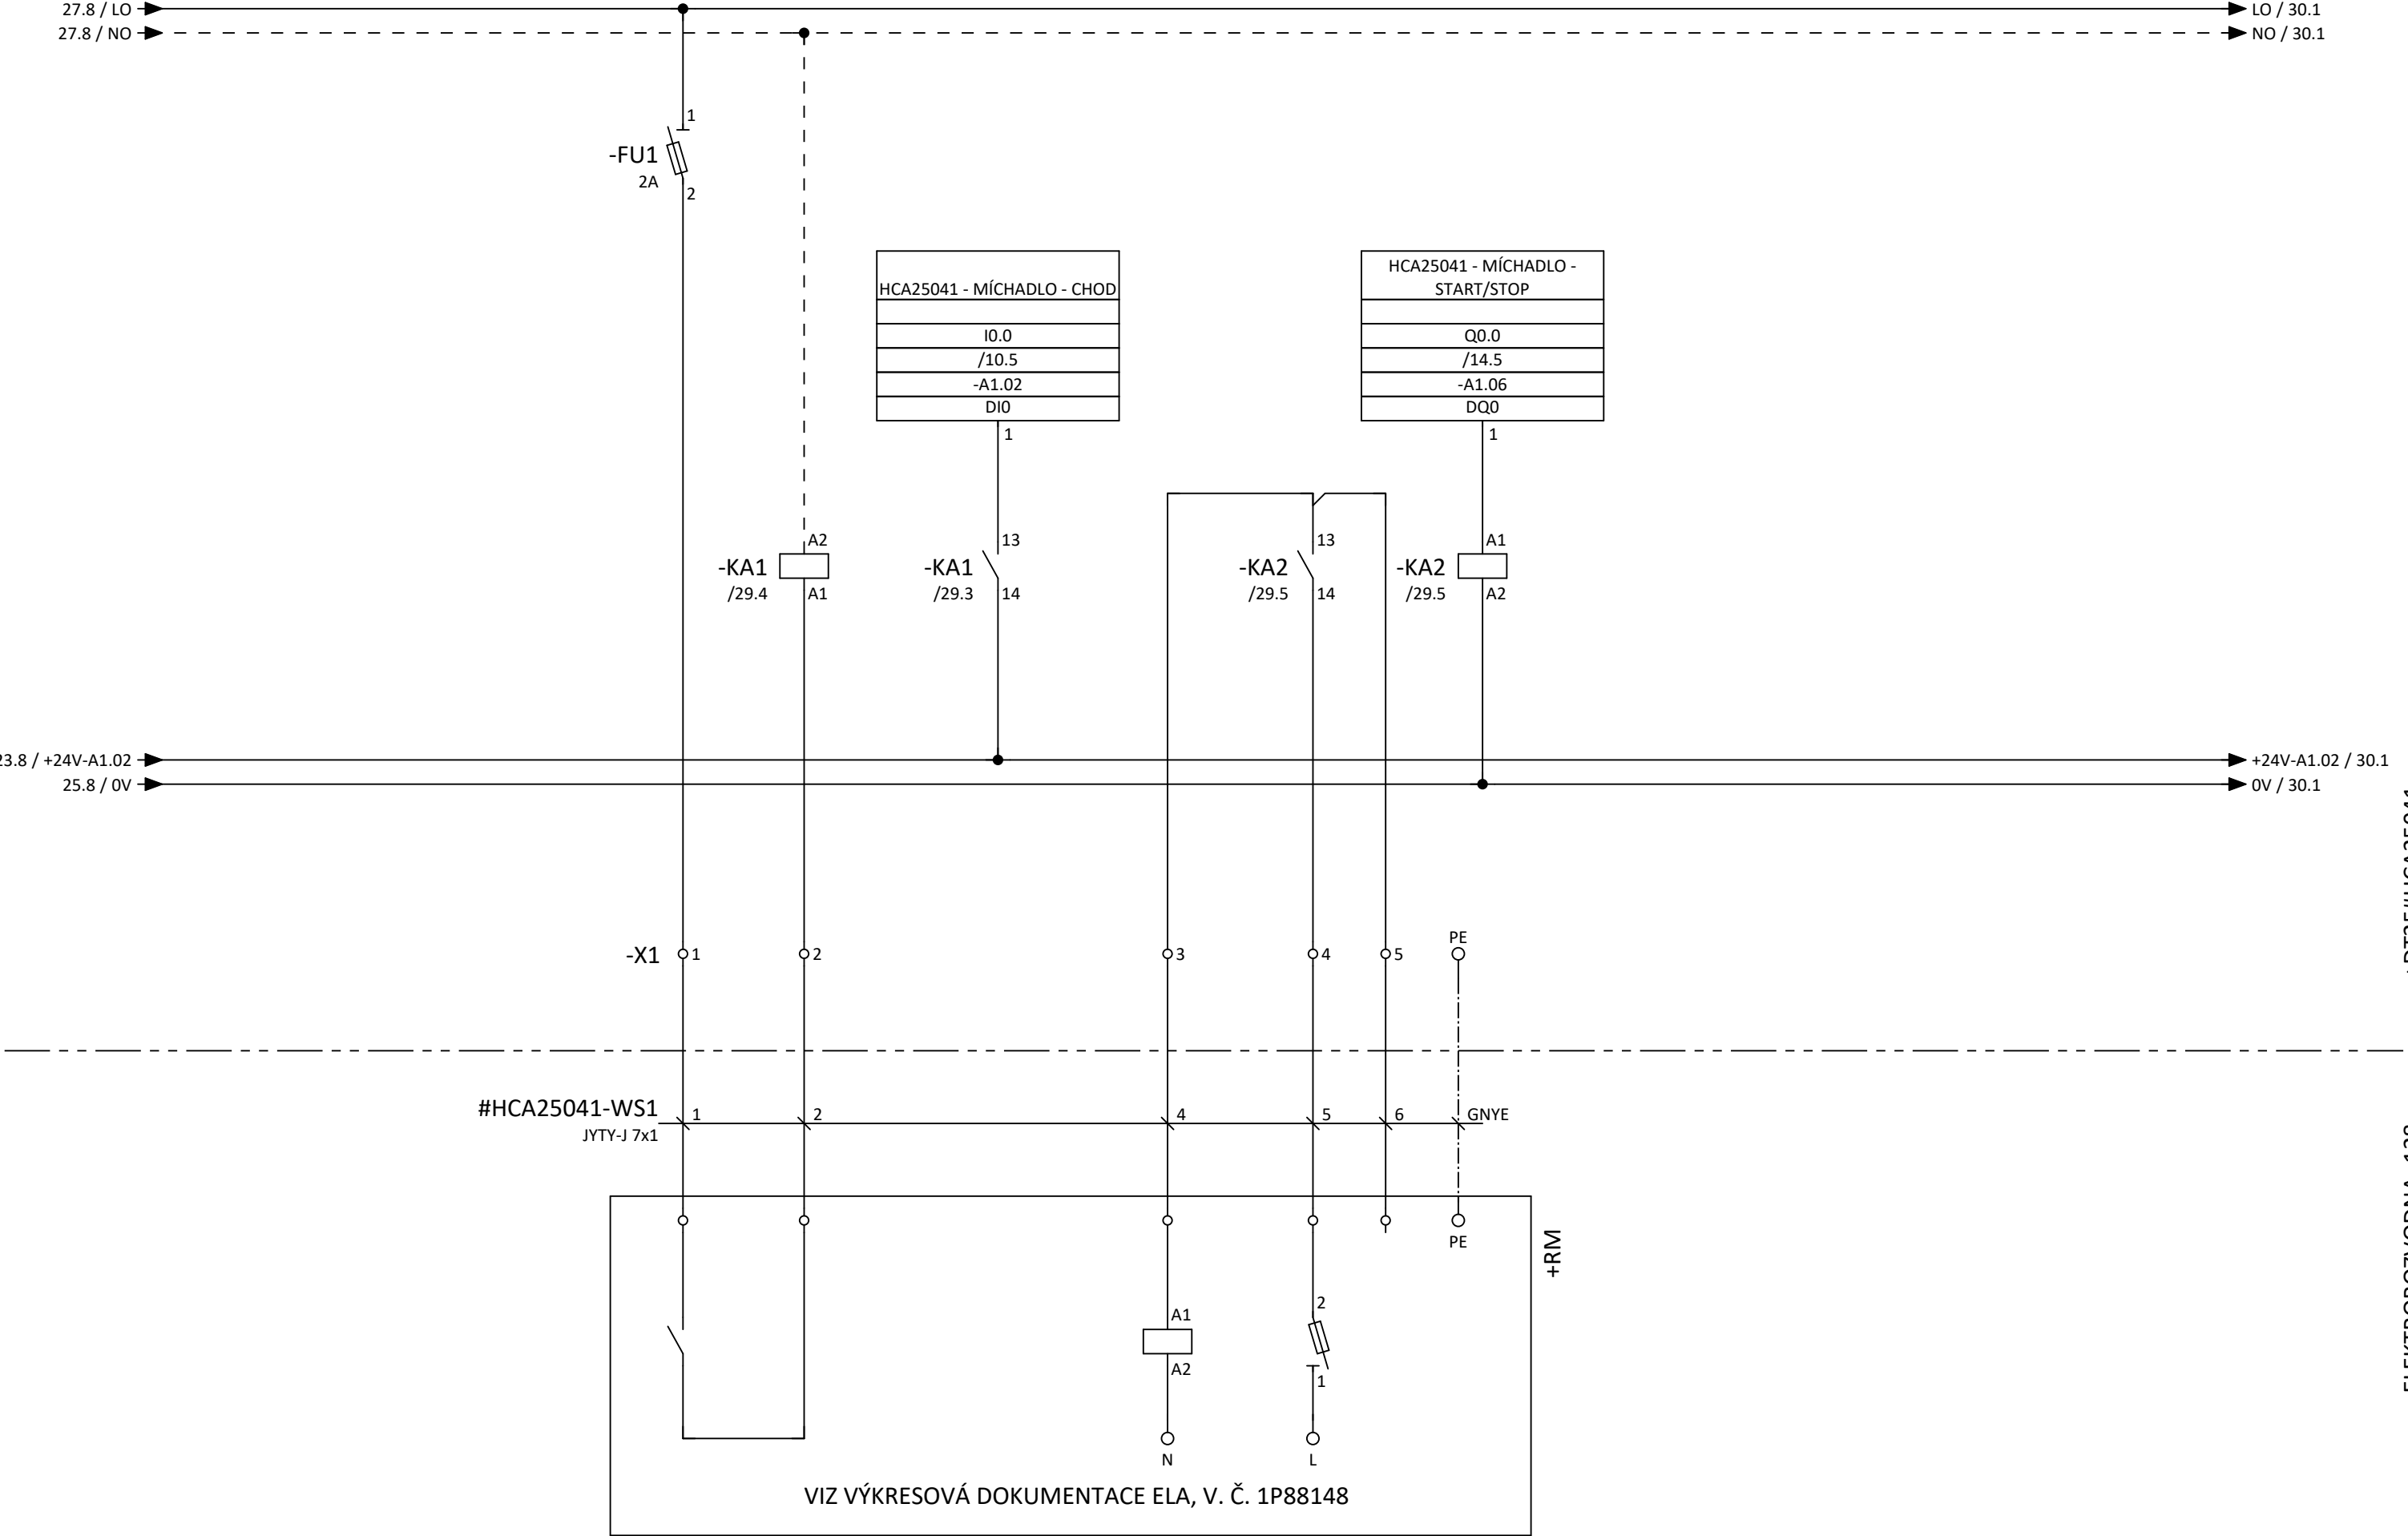 27.8 / LO
LO / 30.1
27.8 / NO
NO / 30.1
1
-FU1
2A
2
HCA25041 - MÍCHADLO - CHOD
I0.0
/10.5
-A1.02
DI0
1
HCA25041 - MÍCHADLO -
START/STOP
Q0.0
/14.5
-A1.06
DQ0
1
A2
-KA1
/29.4
A1
13
-KA1
/29.3
14
13
-KA2
/29.5
14
A1
-KA2
/29.5
A2
23.8 / +24V-A1.02
+24V-A1.02 / 30.1
25.8 / 0V
0V / 30.1
-X1
1
2
3
4
5
PE
#HCA25041-WS1
JYTY-J 7x1
1
2
4
5
6
GNYE
PE
+RM
A1
A2
N
2
1
L
VIZ VÝKRESOVÁ DOKUMENTACE ELA, V. Č. 1P88148